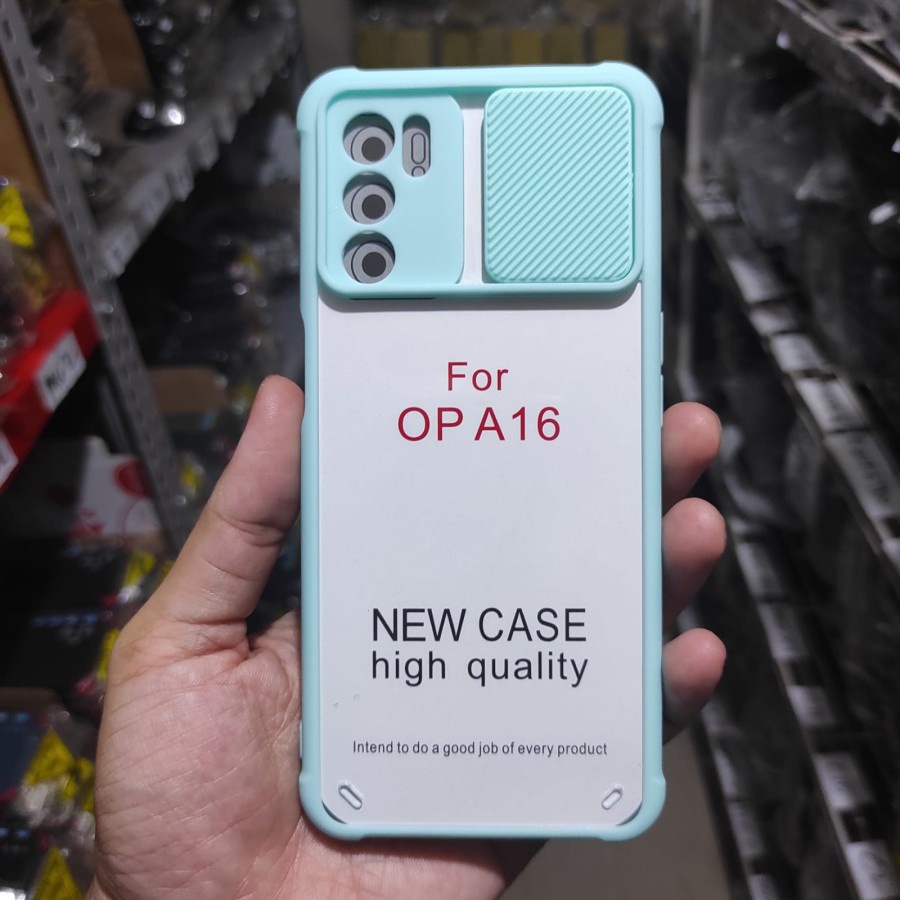 For
OP A16
NEW CASE
high quality
Intend to do a good job of every product